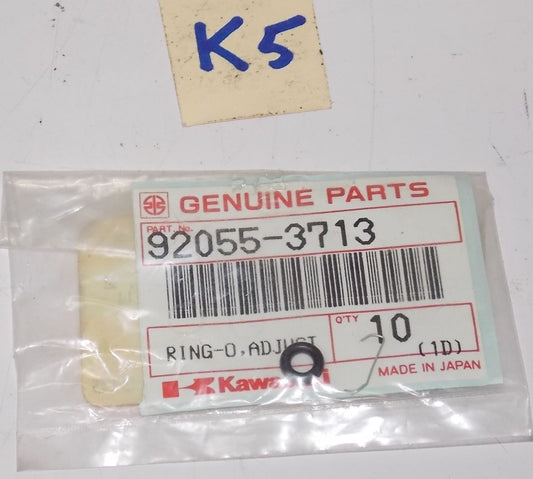 K5
GENUINE PARTS
PART No.
92055-3713
RING-O,ADJUST
Q'TY 10
(1D)
Kawasaki
MADE IN JAPAN